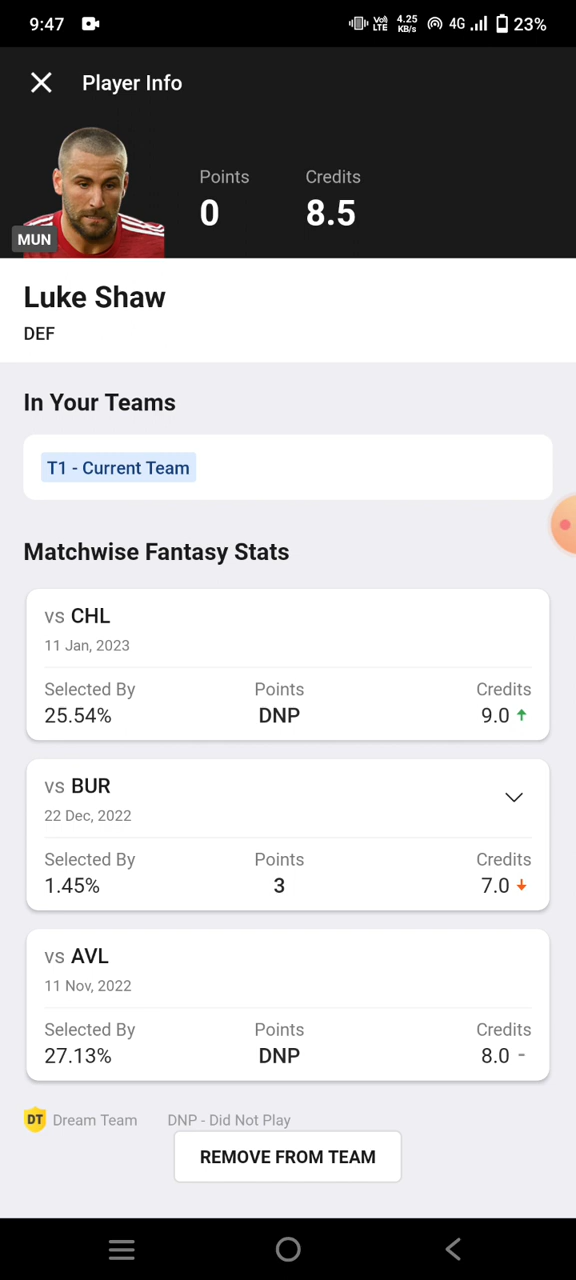 9:47 Vo) LTE 4.25 KB/s 4G 23%
Player Info
Points Credits
0 8.5
MUN
Luke Shaw
DEF
In Your Teams
T1 - Current Team
Matchwise Fantasy Stats
vs CHL
11 Jan, 2023
Selected By Points Credits
25.54% DNP 9.0
vs BUR
22 Dec, 2022
Selected By Points Credits
1.45% 3 7.0
vs AVL
11 Nov, 2022
Selected By Points Credits
27.13% DNP 8.0 -
DT Dream Team DNP - Did Not Play
REMOVE FROM TEAM